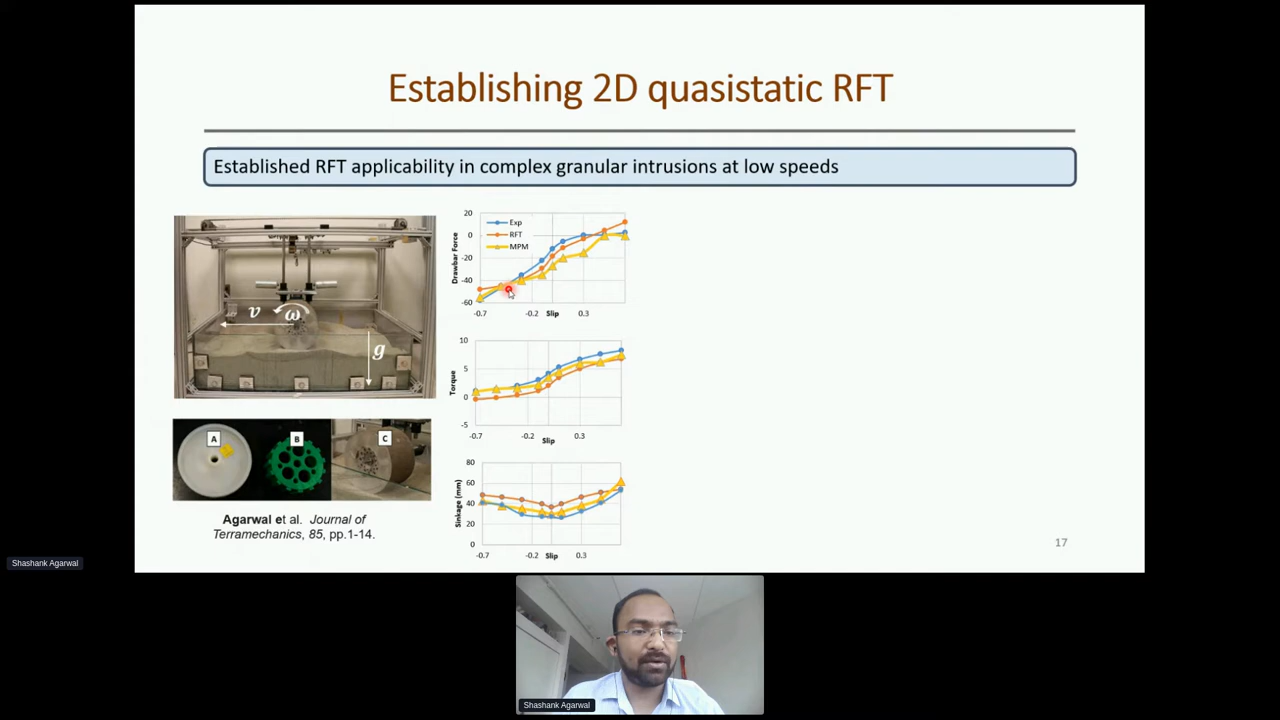 Establishing 2D quasistatic RFT
Established RFT applicability in complex granular intrusions at low speeds
v
ω
g
A
B
C
Agarwal et al. Journal of
Terramechanics, 85, pp.1-14.
20
0
-20
-40
-60
Drawbar Force
Exp
RFT
MPM
-0.7
-0.2
Slip
0.3
10
5
0
-5
Torque
-0.7
-0.2
Slip
0.3
80
60
40
20
0
Sinkage (mm)
-0.7
-0.2
Slip
0.3
17
Shashank Agarwal
Shashank Agarwal